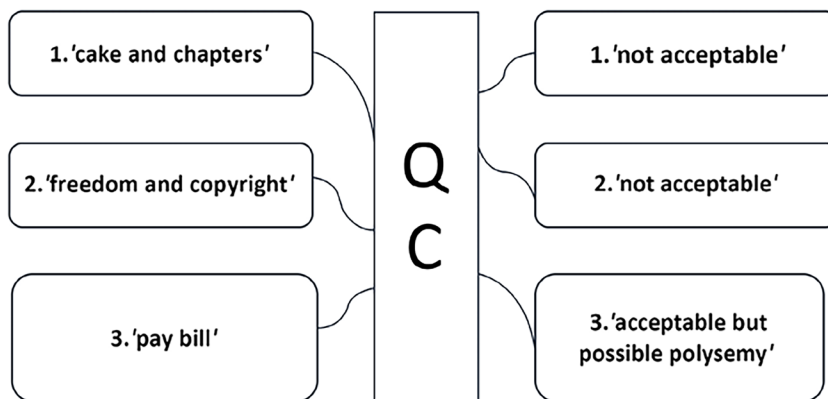 1.'cake and chapters'
2.'freedom and copyright'
3.'pay bill'
Q
C
1.'not acceptable'
2.'not acceptable'
3.'acceptable but
possible polysemy'